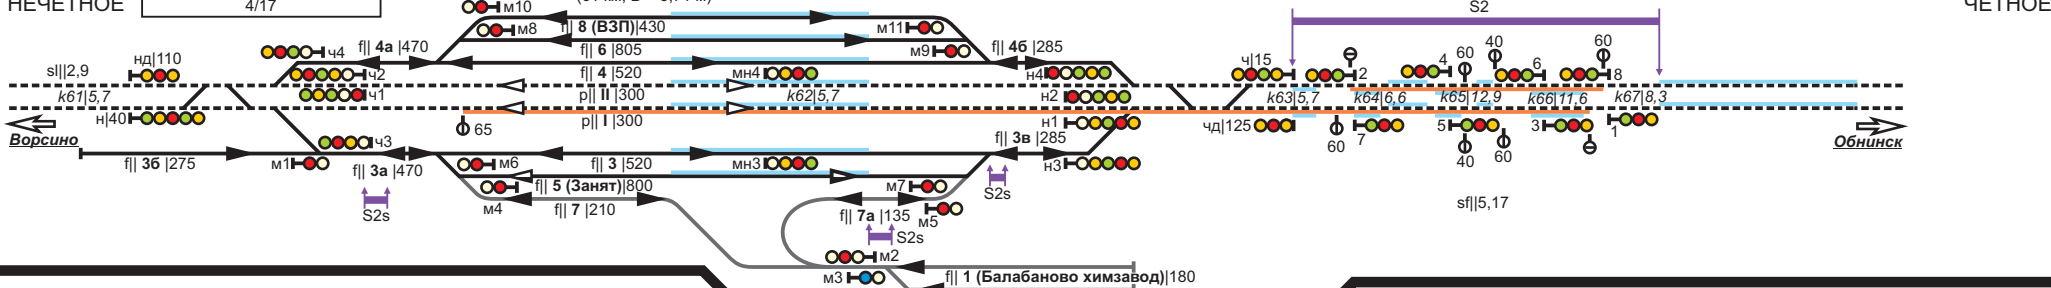 НЕЧЕТНОЕ
4/17
м10
S2
ЧЕТНОЕ
м8
f|| 8 (ВЗП)|430
м11
ч4
f|| 4а |470
f|| 6 |805
м9
f|| 4б |285
нд|110
sl||2,9
ч2
f|| 4 |520
мн4
н4
ч|15
2
4
60
40
6
60
8
k61|5,7
ч1
p|| II |300
k62|5,7
н2
k63|5,7
k64|6,6
k65|12,9
k66|11,6
k67|8,3
н|40
65
p|| I |300
н1
чд|125
60
7
5
40
60
3
1
Ворсино
f|| 3б |275
м1
ч3
f|| 3а |470
м6
f|| 3 |520
мн3
f|| 3в |285
н3
Обнинск
S2s
м4
f|| 5 (Занят)|800
м7
S2s
f|| 7 |210
f|| 7а |135
м5
sf||5,17
S2s
м2
м3
f|| 1 (Балабаново химзавод)|180